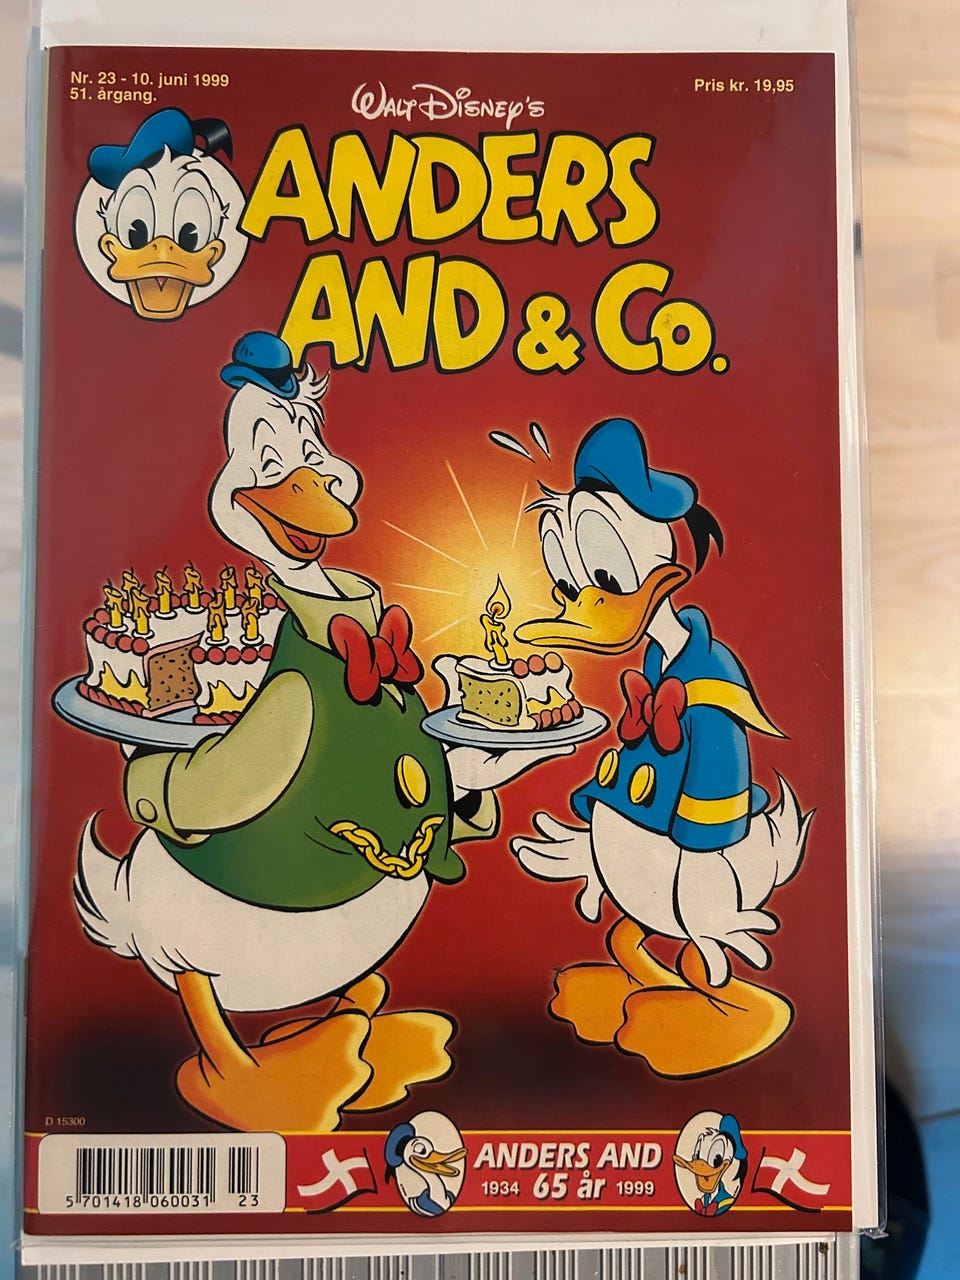 Nr. 23 - 10. juni 1999
51. årgang.
Pris kr. 19,95
WALT DISNEY'S
ANDERS
AND & Co.
D 15300
5 701418 060031 23
ANDERS AND
1934 65 år 1999